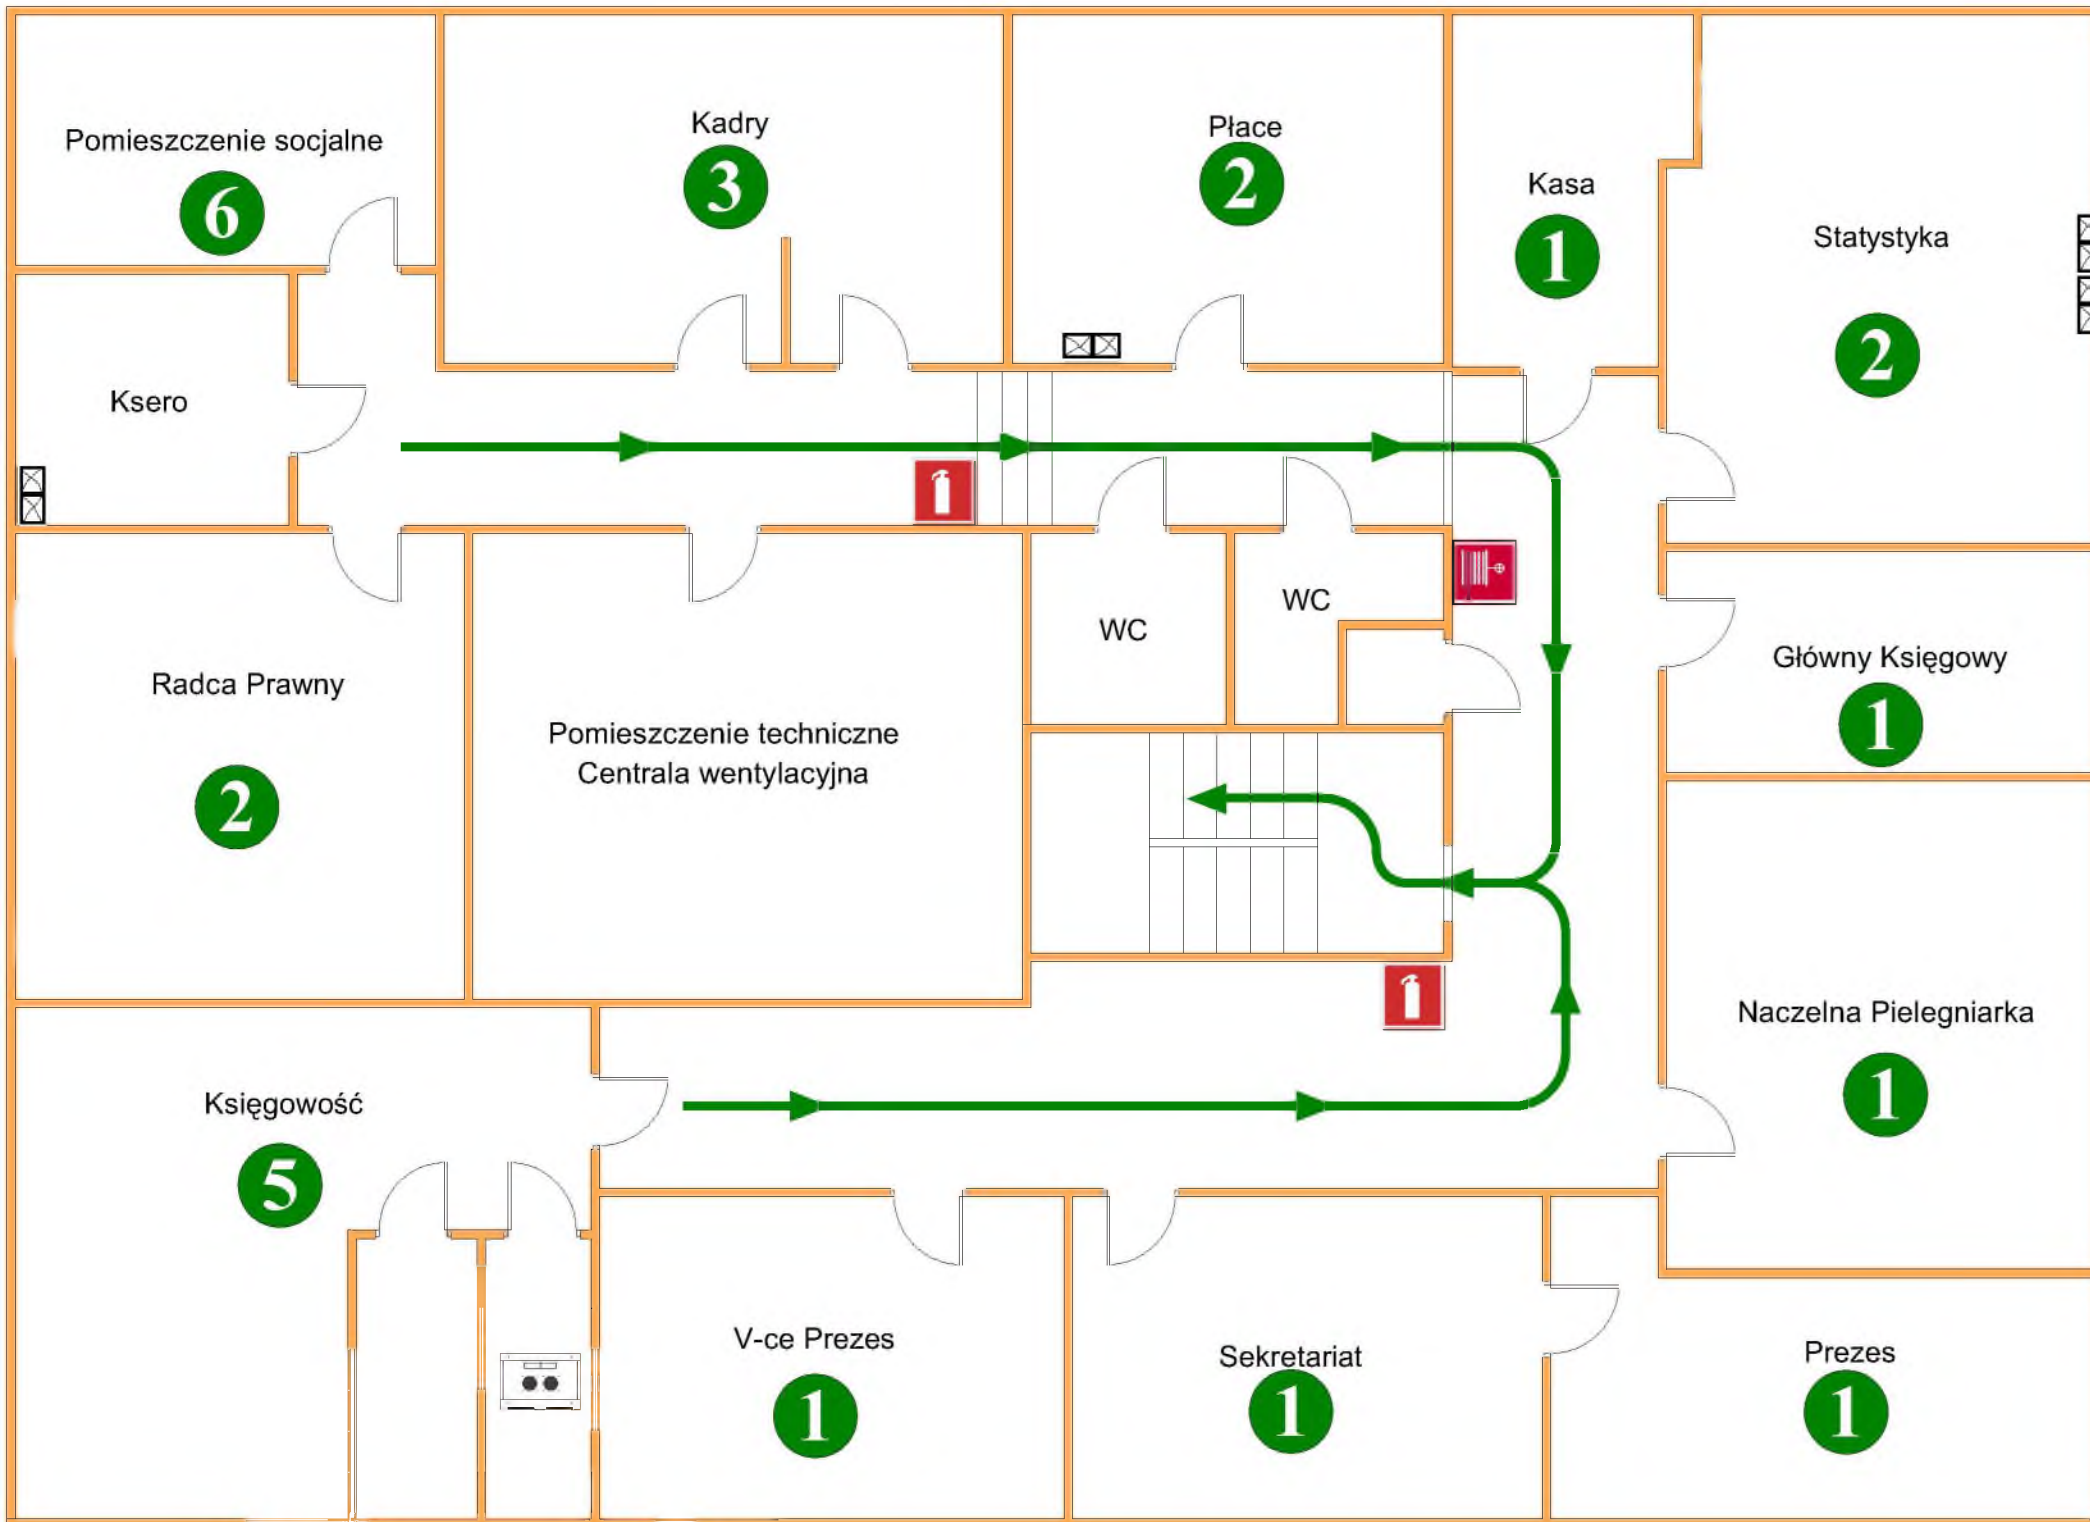 Pomieszczenie socjalne
6
Kadry
3
Płace
2
Kasa
1
Statystyka
2
Ksero
Radca Prawny
2
Pomieszczenie techniczne
Centrala wentylacyjna
WC
WC
Główny Księgowy
1
Naczelna Pielegniarka
1
Księgowość
5
V-ce Prezes
1
Sekretariat
1
Prezes
1